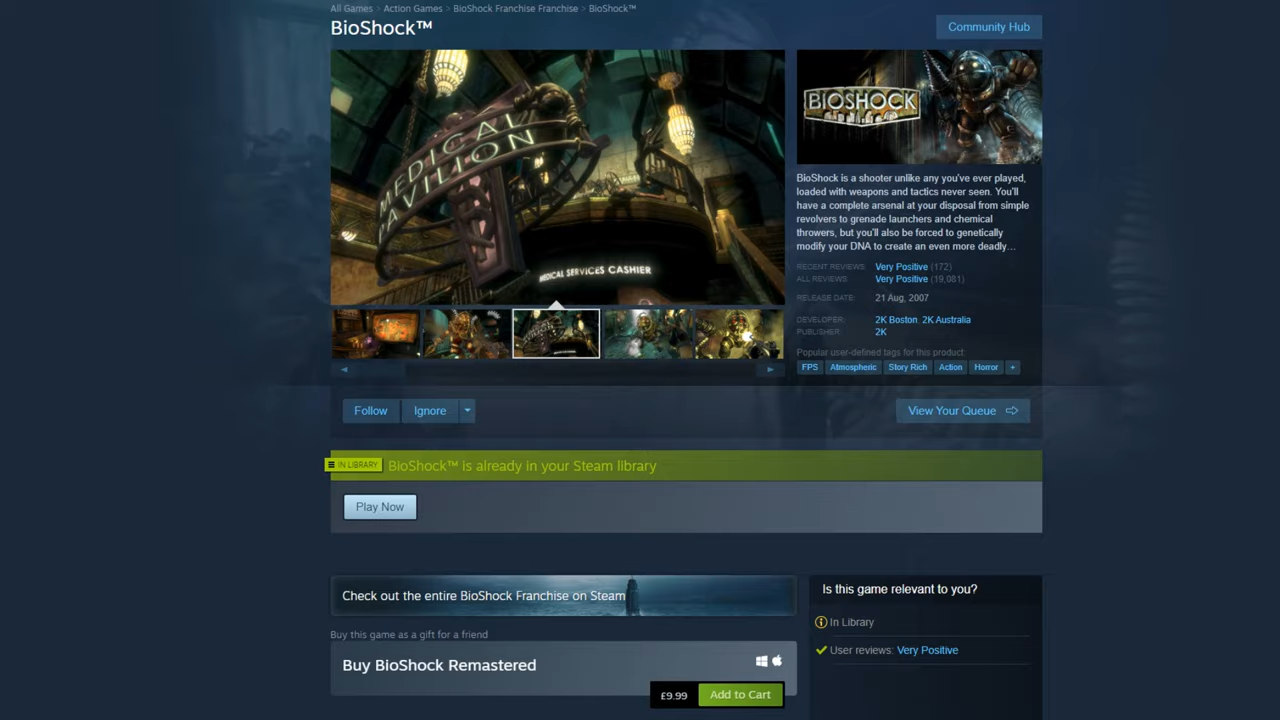 All Games > Action Games > BioShock Franchise Franchise > BioShock™
BioShock™
Community Hub
MEDICAL
PAVILION
MEDICAL SERVICES CASHIER
BIOSHOCK
BioShock is a shooter unlike any you've ever played,
loaded with weapons and tactics never seen. You'll
have a complete arsenal at your disposal from simple
revolvers to grenade launchers and chemical
throwers, but you'll also be forced to genetically
modify your DNA to create an even more deadly…
RECENT REVIEWS: Very Positive (172)
ALL REVIEWS: Very Positive (19,081)
RELEASE DATE: 21 Aug, 2007
DEVELOPER: 2K Boston, 2K Australia
PUBLISHER: 2K
Popular user-defined tags for this product:
FPS Atmospheric Story Rich Action Horror +
Follow Ignore
View Your Queue
IN LIBRARY BioShock™ is already in your Steam library
Play Now
Check out the entire BioShock Franchise on Steam
Is this game relevant to you?
In Library
Buy this game as a gift for a friend
User reviews: Very Positive
Buy BioShock Remastered
£9.99 Add to Cart